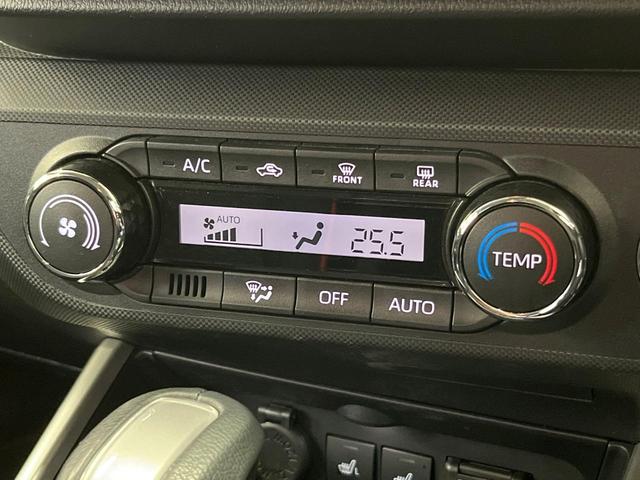 A/C
FRONT
REAR
AUTO
25.5
TEMP
OFF
AUTO